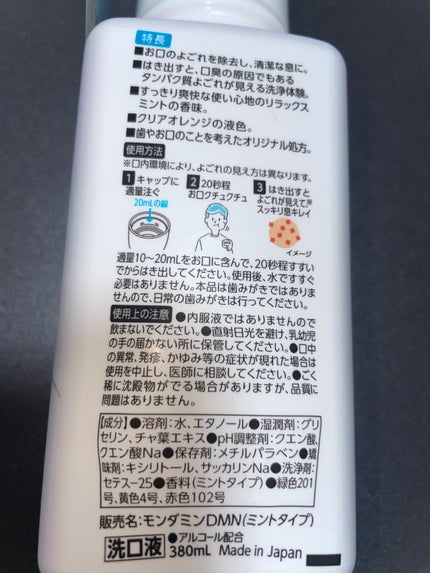 特長
■お口のよごれを除去し、清潔な息に。
■はき出すと、口臭の原因でもある
タンパク質よごれが見える洗浄体験。
■すっきり爽快な使い心地のリラックス
ミントの香味。
■クリアオレンジの液色。
■歯やお口のことを考えたオリジナル処方。
使用方法
※口内環境により、よごれの見え方は異なります。
1 キャップに
適量注ぐ
20mLの線
2 20秒程
お口クチュクチュ
3 はき出すと
よごれが見えて※
スッキリ息キレイ
イメージ
適量10～20mLをお口に含んで、20秒程すすい
でからはき出してください。使用後、水ですすぐ
必要はありません。本品は歯みがきではありま
せんので、日常の歯みがきは行ってください。
使用上の注意 ●内服液ではありませんので
飲まないでください。●直射日光を避け、乳幼児
の手の届かない所に保管してください。●口中
の異常、発疹、かゆみ等の症状が現れた場合は
使用を中止し、医師に相談してください。●ごく
稀に沈殿物がでる場合がありますが、品質に
問題はありません。
【成分】●溶剤:水、エタノール●湿潤剤:グリ
セリン、チャ葉エキス●pH調整剤:クエン酸、
クエン酸Na●保存剤:メチルパラベン●矯
味剤:キシリトール、サッカリンNa●洗浄剤:
セテス-25●香料(ミントタイプ)●緑色201
号、黄色4号、赤色102号
販売名:モンダミンDMN(ミントタイプ)
洗口液 ●アルコール配合
380mL Made in Japan